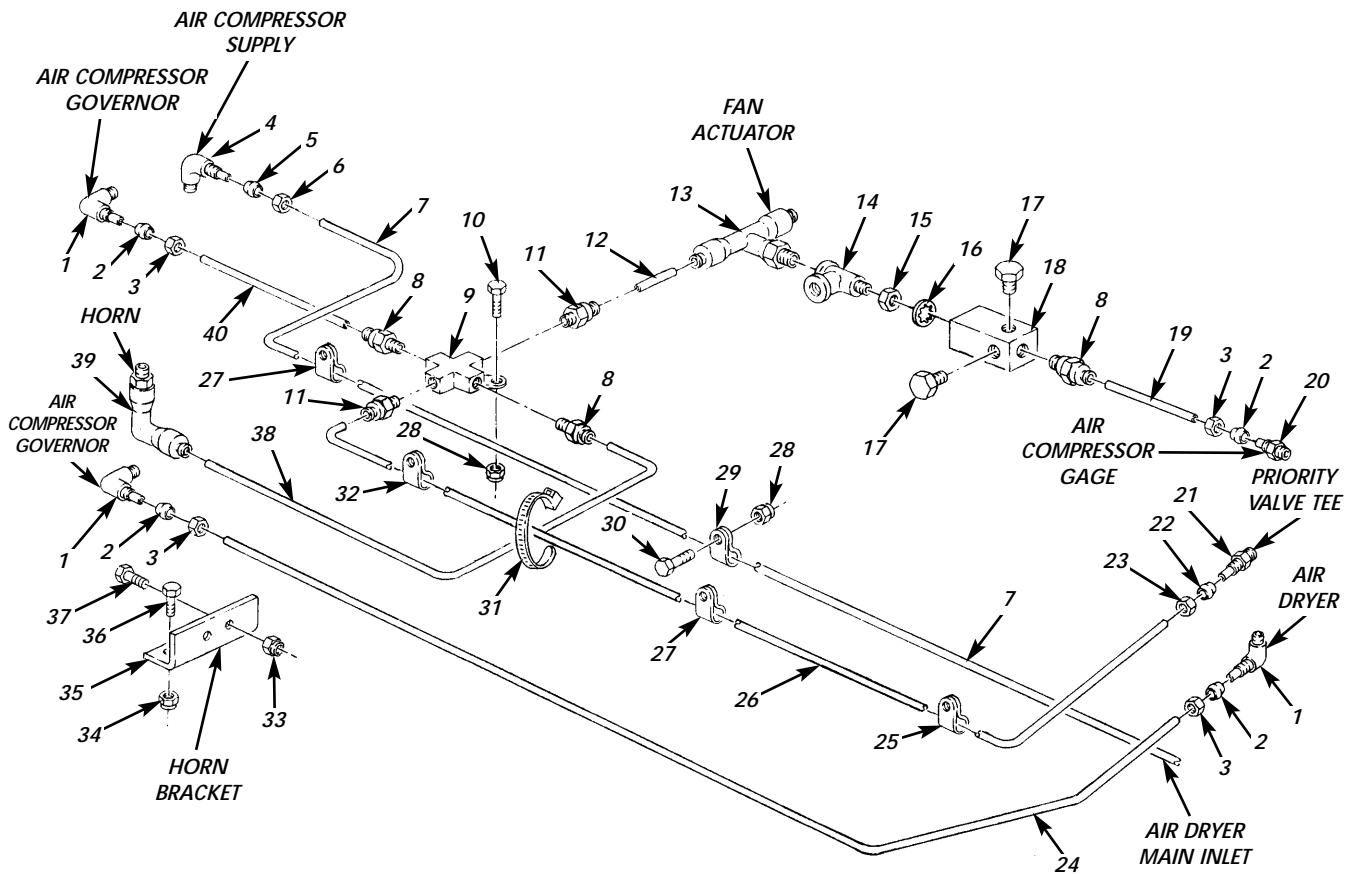 AIR COMPRESSOR
SUPPLY
AIR COMPRESSOR
GOVERNOR
4
5
6
7
FAN
ACTUATOR
13
14
15
16
17
18
8
1
2
3
40
10
11
12
9
8
HORN
39
27
11
8
17
19
3
2
20
AIR
COMPRESSOR
GAGE
PRIORITY
VALVE TEE
AIR
COMPRESSOR
GOVERNOR
38
28
32
29
28
30
21
22
23
AIR
DRYER
1
2
3
31
27
7
37
36
35
34
33
26
25
1
2
3
HORN
BRACKET
24
AIR DRYER
MAIN INLET